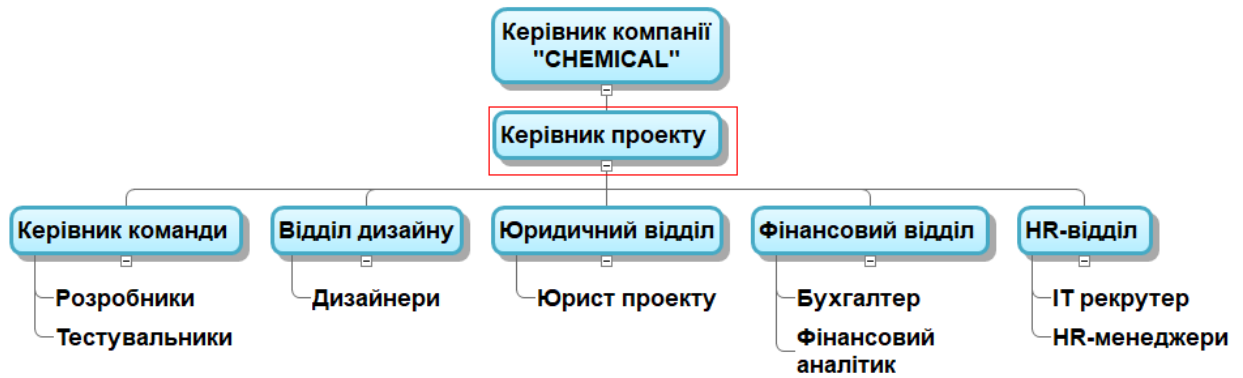 Керівник компанії
"CHEMICAL"
Керівник проекту
Керівник команди
Відділ дизайну
Юридичний відділ
Фінансовий відділ
HR-відділ
Розробники
Дизайнери
Юрист проекту
Бухгалтер
ІТ рекрутер
Тестувальники
Фінансовий
аналітик
HR-менеджери